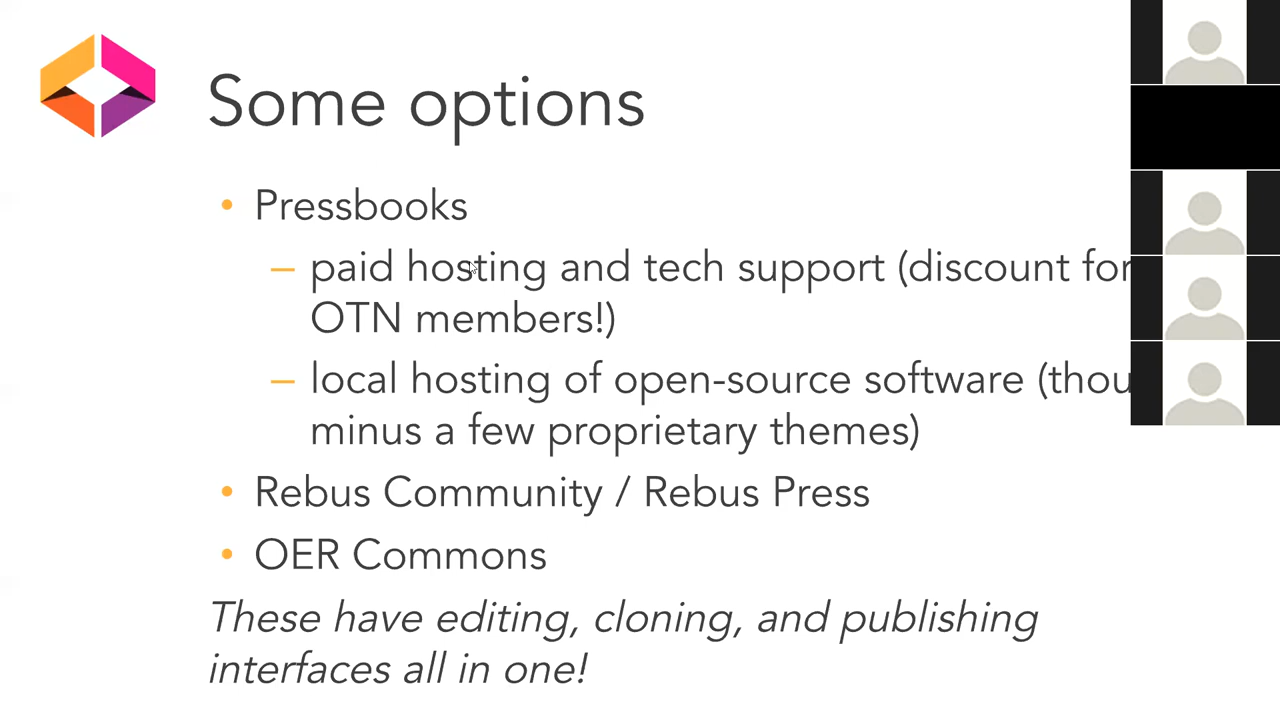 Some options
• Pressbooks
– paid hosting and tech support (discount for
OTN members!)
– local hosting of open-source software
minus a few proprietary themes)
• Rebus Community / Rebus Press
• OER Commons
These have editing, cloning, and publishing
interfaces all in one!